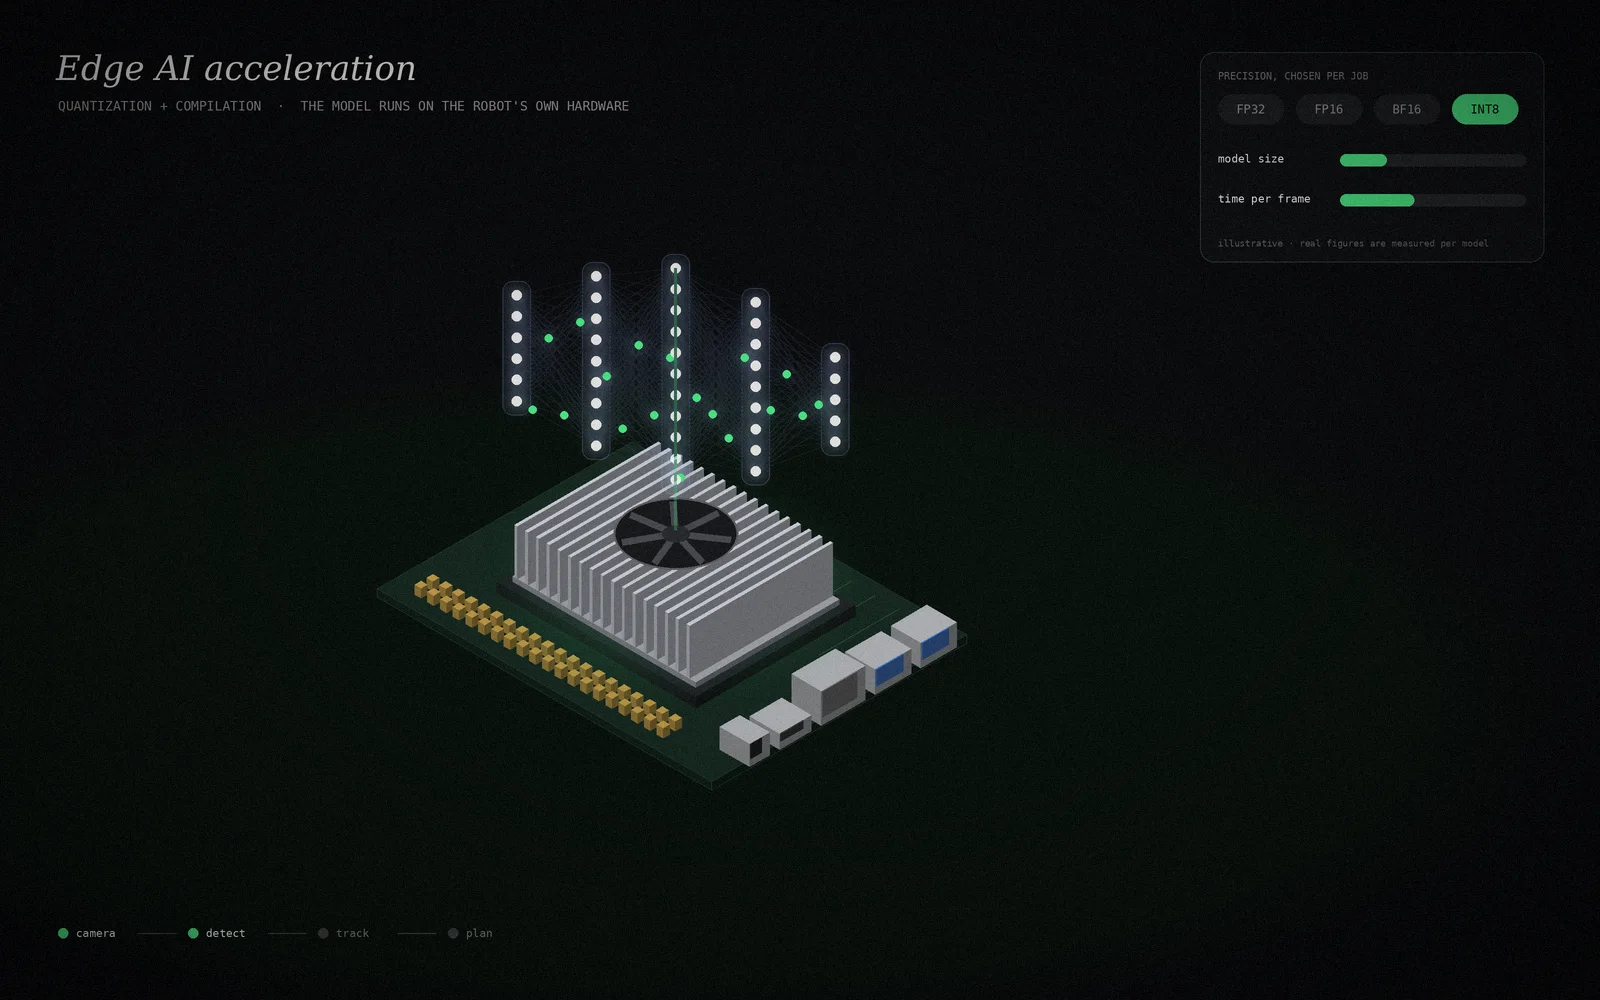 Edge AI acceleration
QUANTIZATION + COMPILATION · THE MODEL RUNS ON THE ROBOT'S OWN HARDWARE
PRECISION, CHOSEN PER JOB
FP32 FP16 BF16 INT8
model size
time per frame
illustrative · real figures are measured per model
camera detect track plan